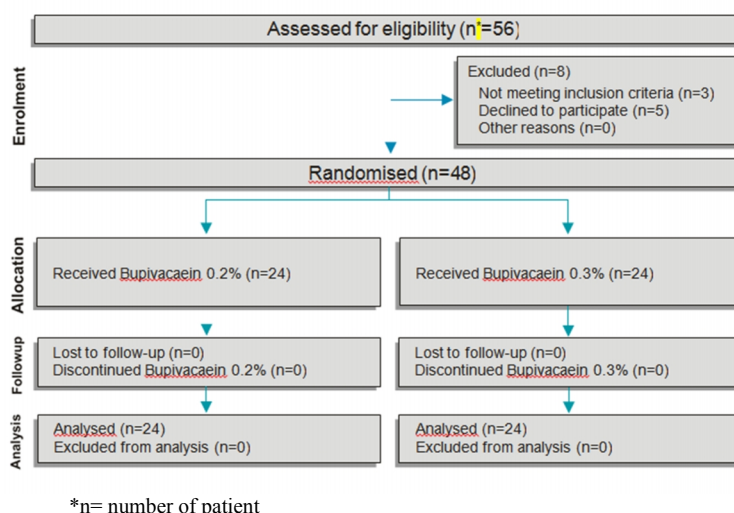 Assessed for eligibility (n*=56)
Enrolment
Excluded (n=8)
Not meeting inclusion criteria (n=3)
Declined to participate (n=5)
Other reasons (n=0)
Randomised (n=48)
Allocation
Received Bupivacaein 0.2% (n=24)
Received Bupivacaein 0.3% (n=24)
Followup
Lost to follow-up (n=0)
Discontinued Bupivacaein 0.2% (n=0)
Lost to follow-up (n=0)
Discontinued Bupivacaein 0.3% (n=0)
Analysis
Analysed (n=24)
Excluded from analysis (n=0)
Analysed (n=24)
Excluded from analysis (n=0)
*n= number of patient